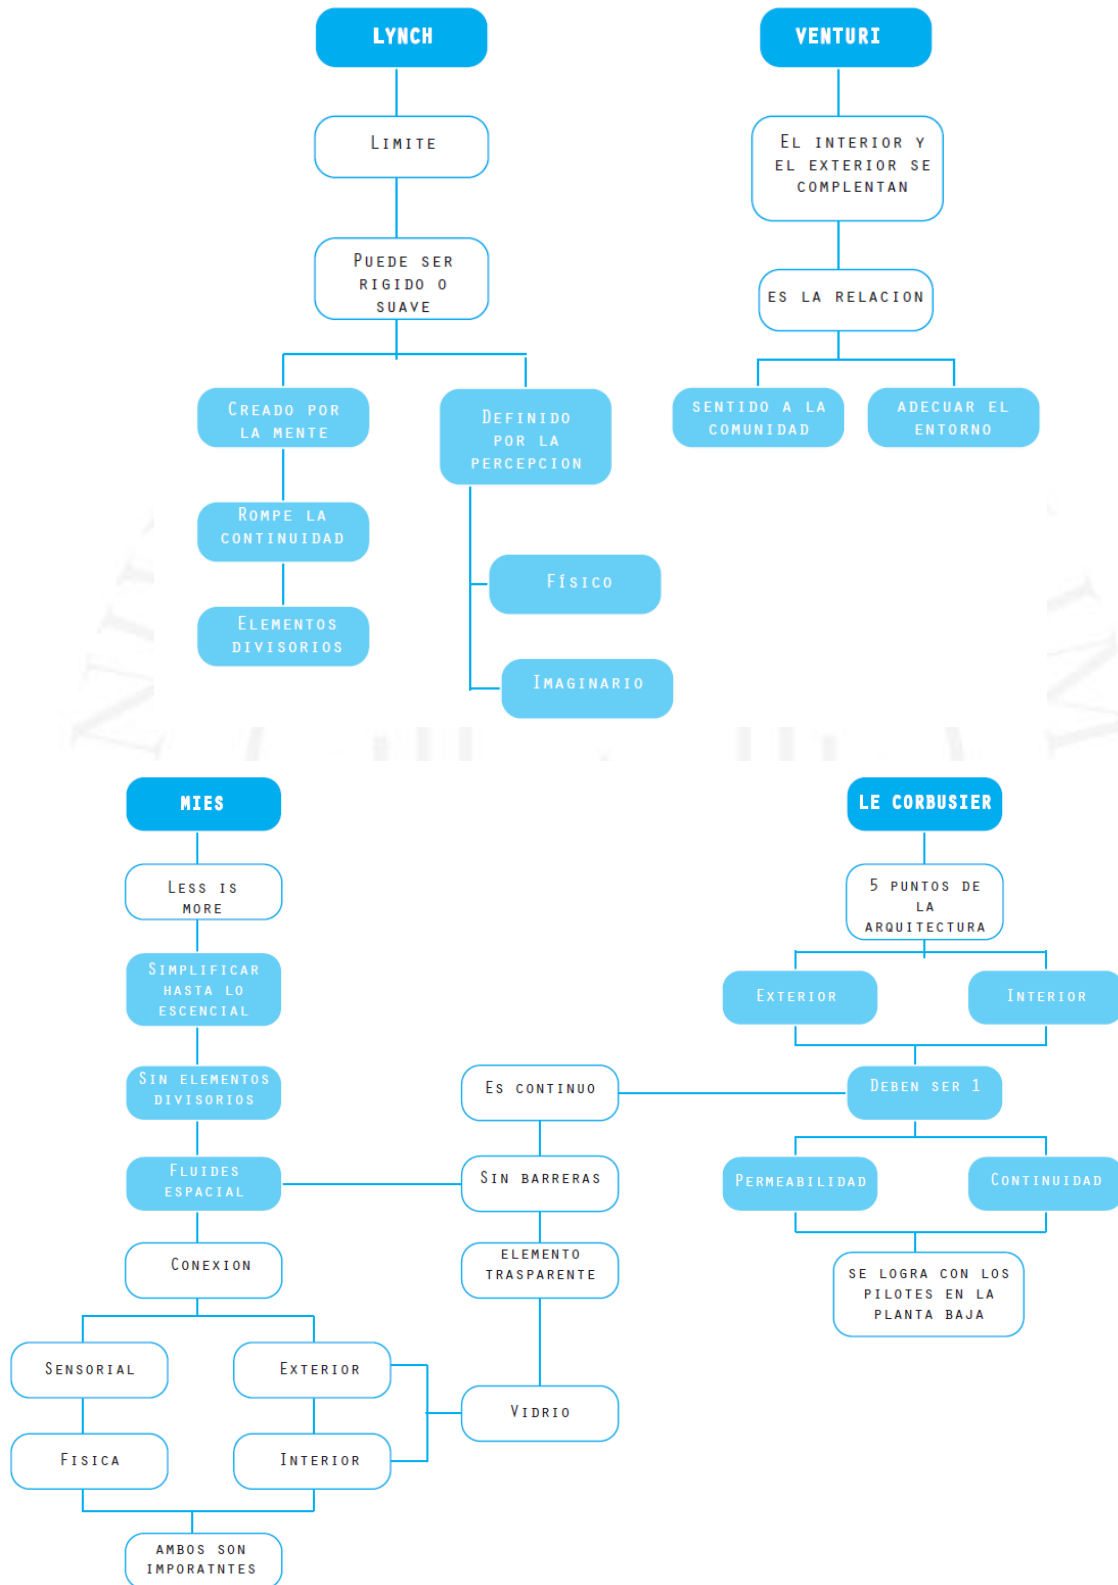 LYNCH
LIMITE
PUEDE SER
RIGIDO O
SUAVE
CREADO POR
LA MENTE
ROMPE LA
CONTINUIDAD
ELEMENTOS
DIVISORIOS
DEFINIDO
POR LA
PERCEPCION
FÍSICO
IMAGINARIO
VENTURI
EL INTERIOR Y
EL EXTERIOR SE
COMPLENTAN
ES LA RELACION
SENTIDO A LA
COMUNIDAD
ADECUAR EL
ENTORNO
MIES
LESS IS
MORE
SIMPLIFICAR
HASTA LO
ESCENCIAL
SIN ELEMENTOS
DIVISORIOS
FLUIDES
ESPACIAL
CONEXION
SENSORIAL
FISICA
EXTERIOR
INTERIOR
AMBOS SON
IMPORATNTES
ES CONTINUO
SIN BARRERAS
ELEMENTO
TRASPARENTE
VIDRIO
LE CORBUSIER
5 PUNTOS DE
LA
ARQUITECTURA
EXTERIOR
INTERIOR
DEBEN SER 1
PERMEABILIDAD
CONTINUIDAD
SE LOGRA CON LOS
PILOTES EN LA
PLANTA BAJA